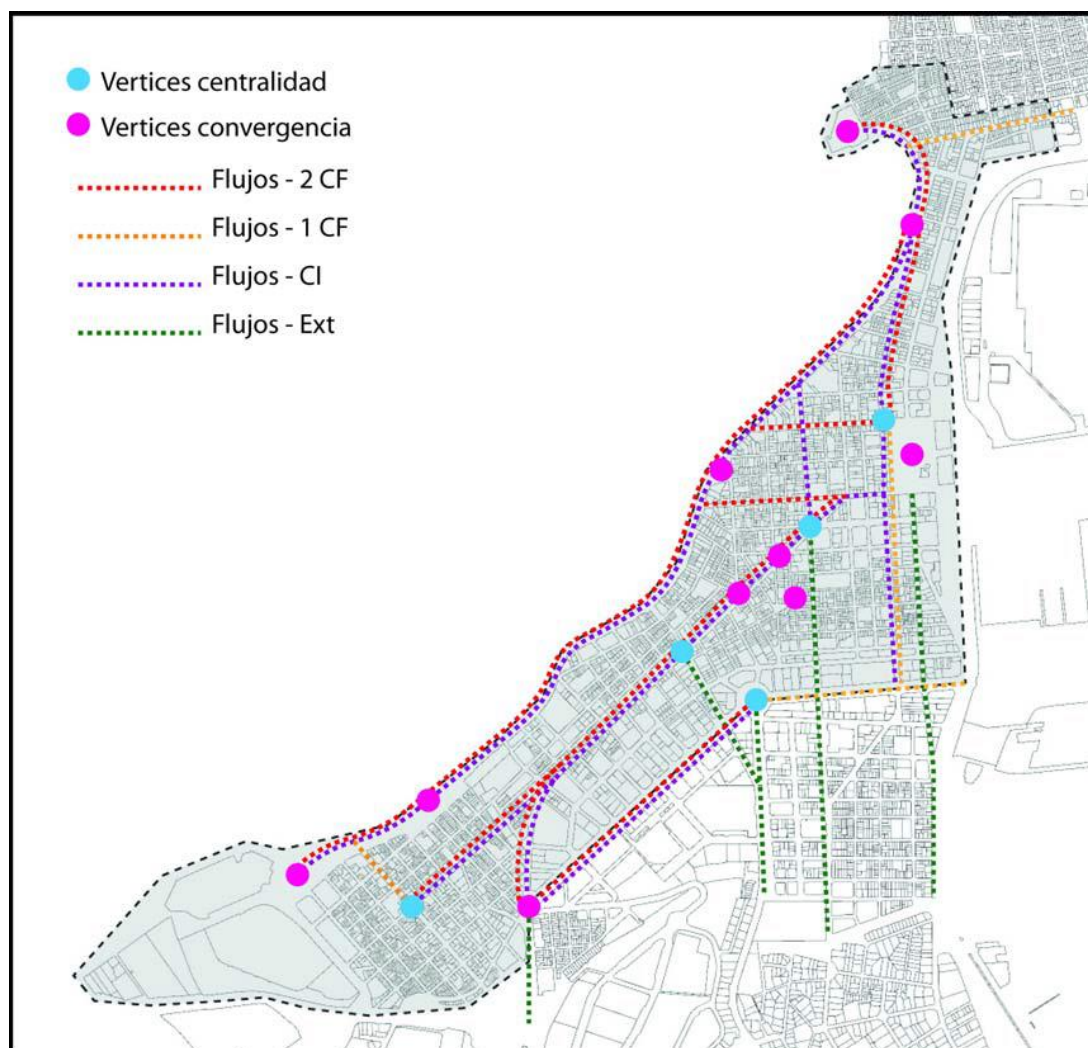 Vertices centralidad
Vertices convergencia
Flujos - 2 CF
Flujos - 1 CF
Flujos - CI
Flujos - Ext